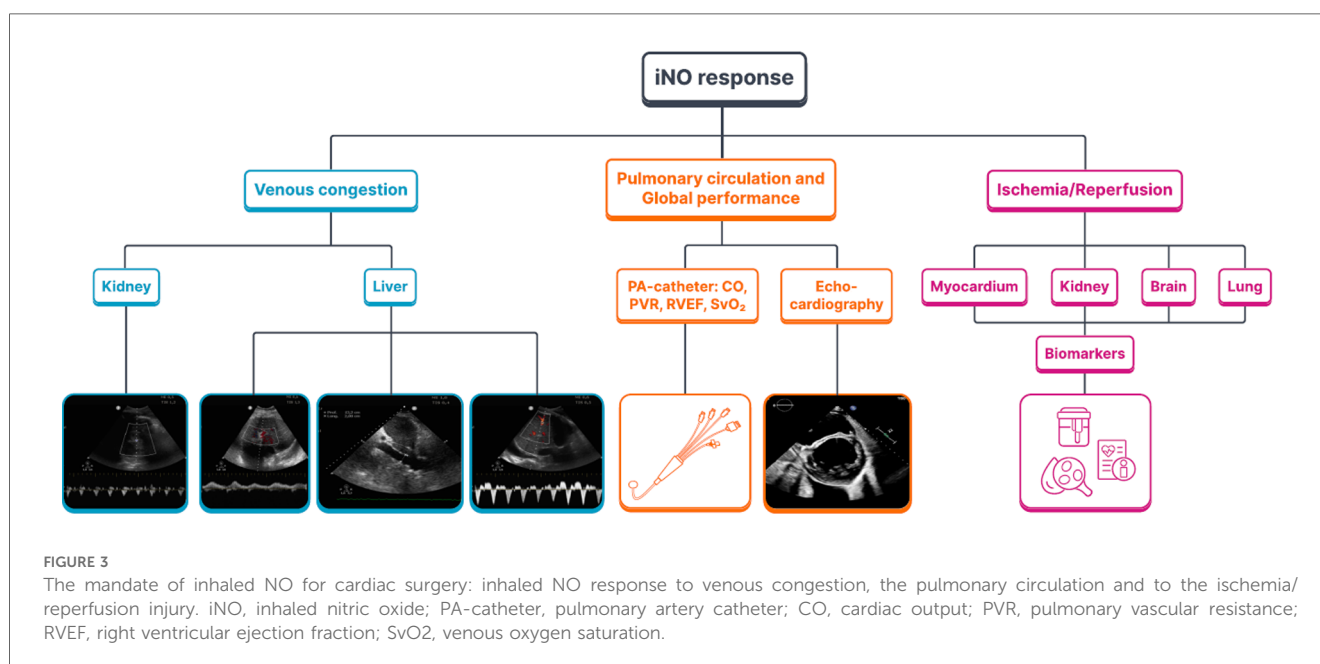 iNO response
Venous congestion
Pulmonary circulation and
Global performance
Ischemia/Reperfusion
Kidney
Liver
PA-catheter: CO,
PVR, RVEF, SvO₂
Echo-
cardiography
Myocardium
Kidney
Brain
Lung
Biomarkers
FIGURE 3
The mandate of inhaled NO for cardiac surgery: inhaled NO response to venous congestion, the pulmonary circulation and to the ischemia/
reperfusion injury. iNO, inhaled nitric oxide; PA-catheter, pulmonary artery catheter; CO, cardiac output; PVR, pulmonary vascular resistance;
RVEF, right ventricular ejection fraction; SvO2, venous oxygen saturation.